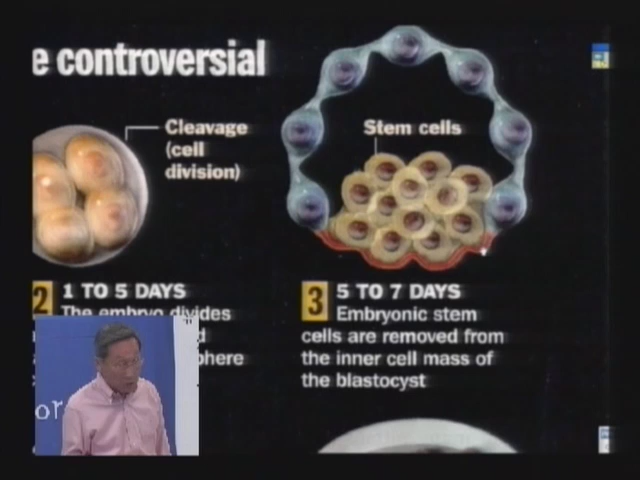 e controversial
Cleavage
(cell
division)
Stem cells
2
1 TO 5 DAYS
The embryo divides
d
phere
3
5 TO 7 DAYS
Embryonic stem
cells are removed from
the inner cell mass of
the blastocyst
or